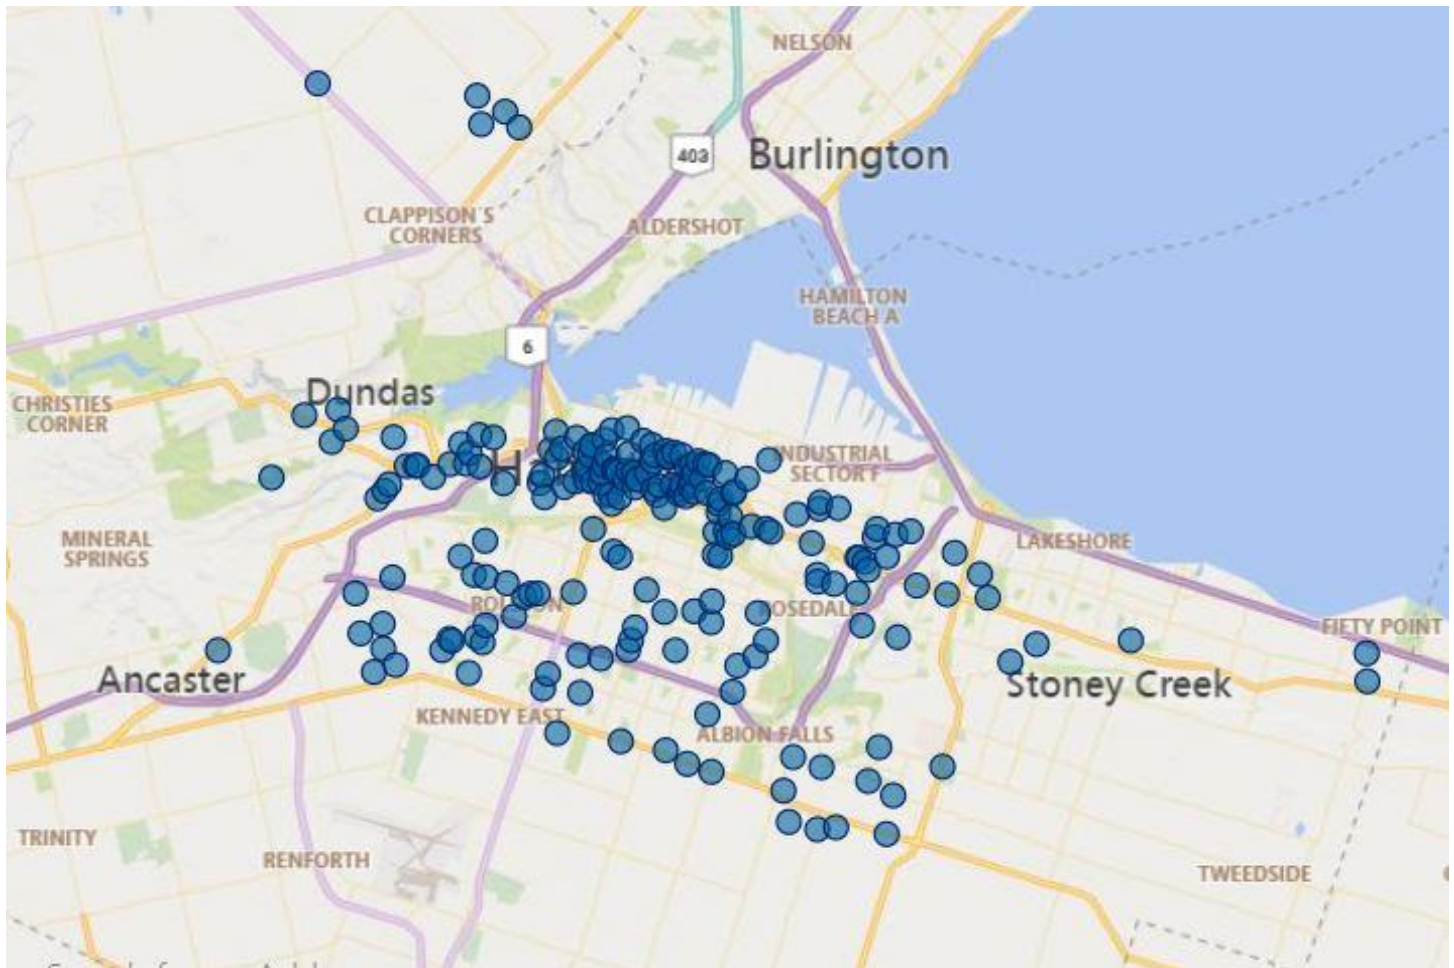 NELSON
403
Burlington
CLAPPISON'S
CORNERS
ALDERSHOT
HAMILTON
BEACH A
6
Dundas
CHRISTIES
CORNER
INDUSTRIAL
SECTOR F
MINERAL
SPRINGS
LAKESHORE
ROSEDALE
FIFTY POINT
Ancaster
Stoney Creek
KENNEDY EAST
ALBION FALLS
TRINITY
RENFORTH
TWEEDSIDE